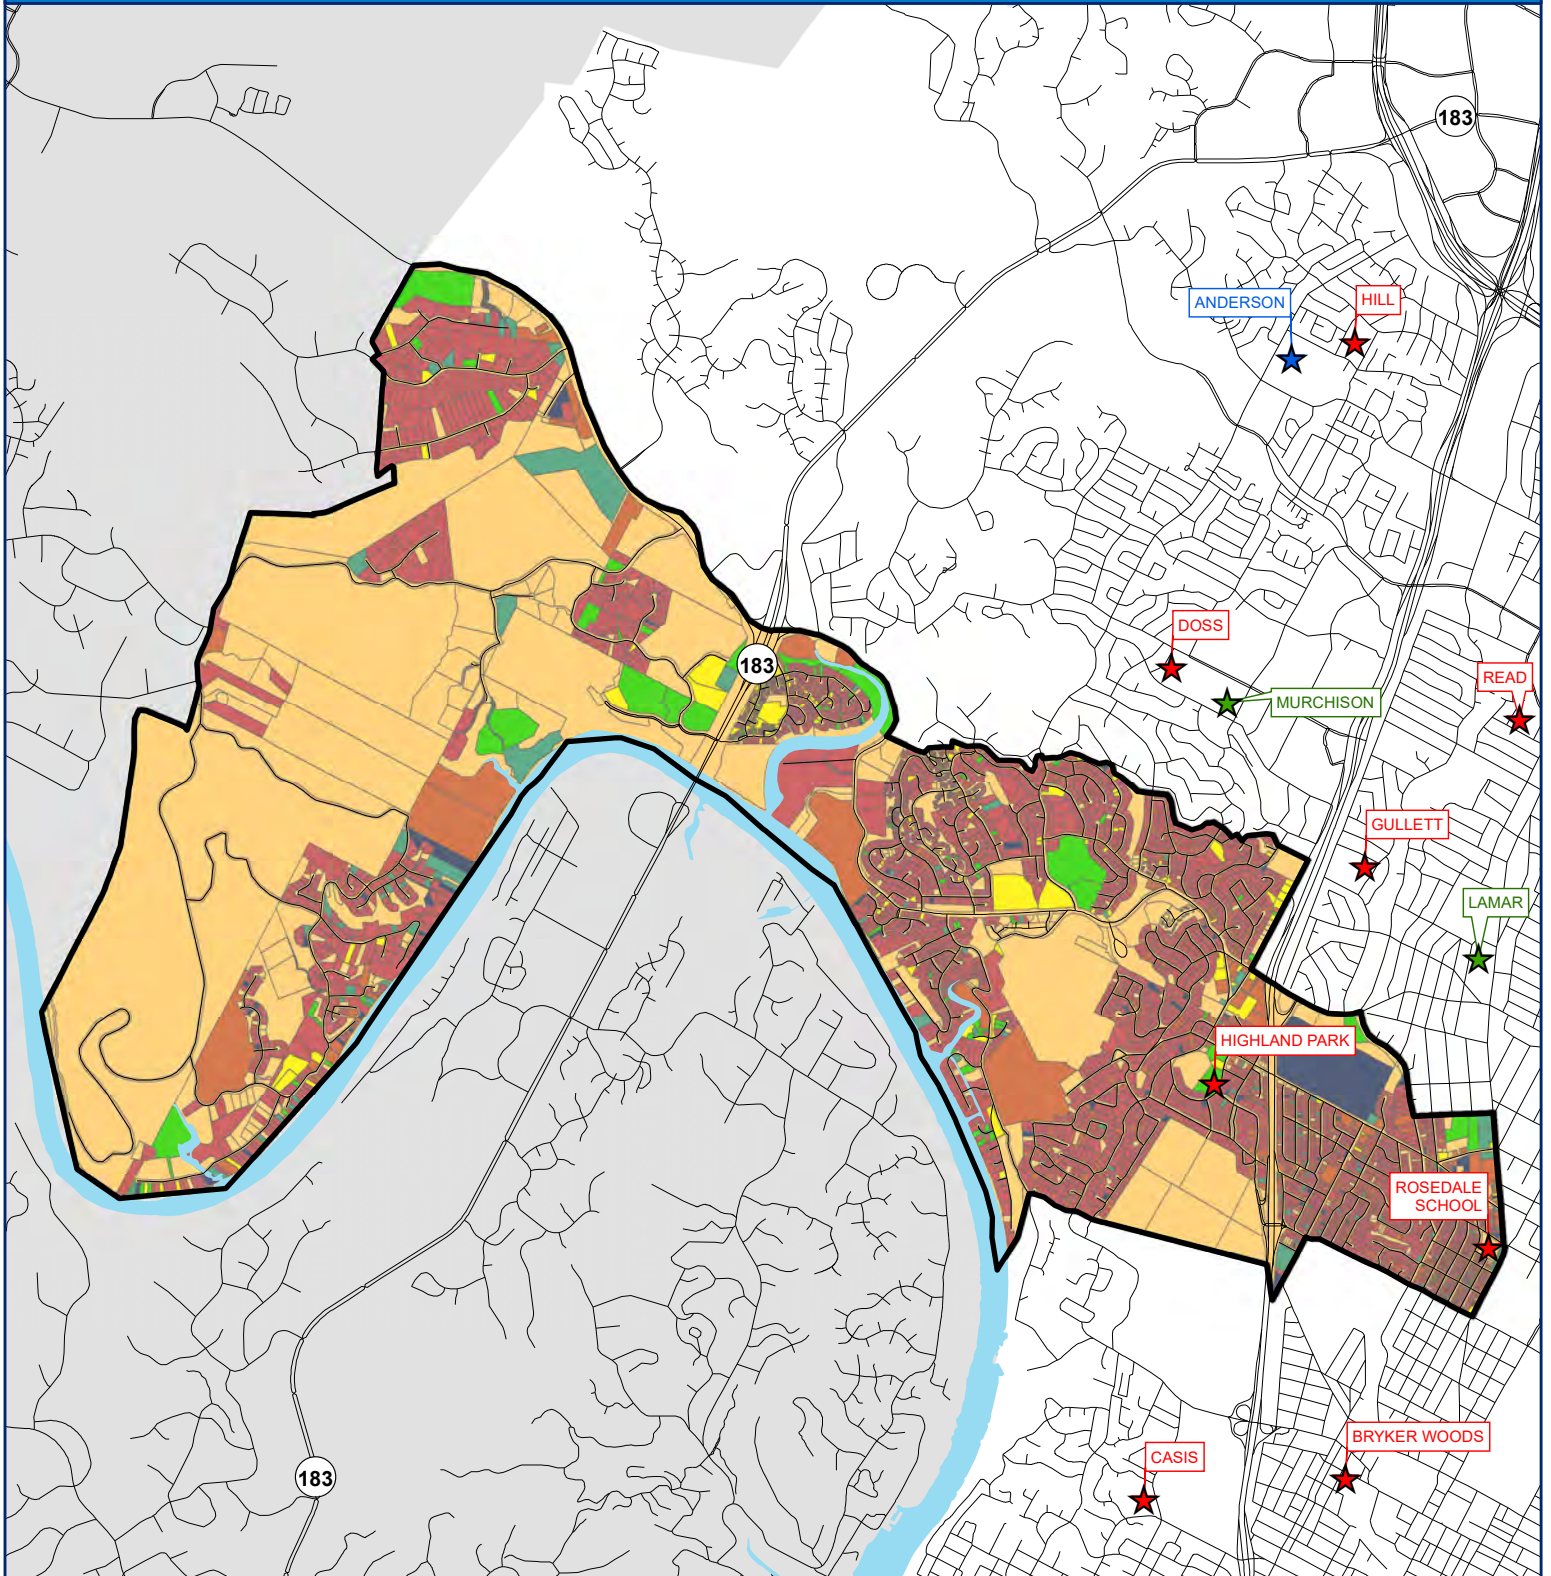 183
ANDERSON
HILL
DOSS
183
READ
MURCHISON
GULLETT
LAMAR
HIGHLAND PARK
ROSEDALE
SCHOOL
BRYKER WOODS
CASIS
183